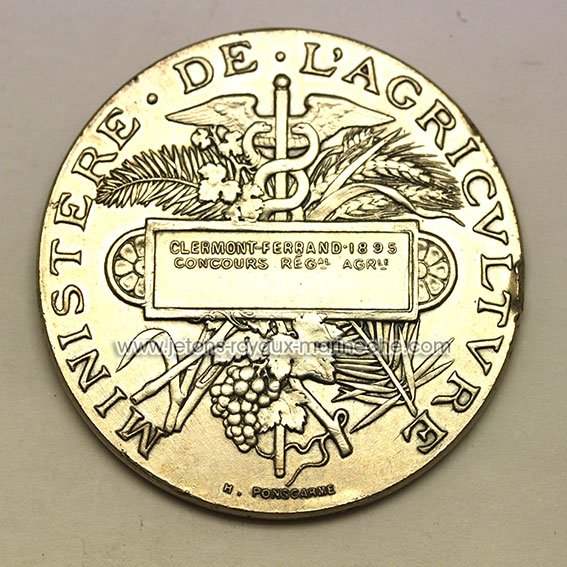 MINISTERE · DE · L'AGRICVLTVRE
CLERMONT-FERRAND·1895
CONCOURS RÉGAL AGRLE
www.jetons-royaux-marineche.com
H. PONSCARME